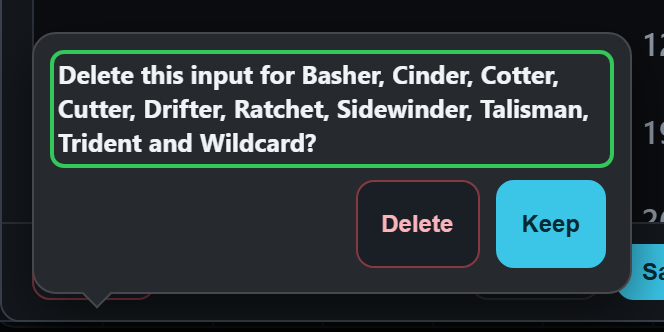 Delete this input for Basher, Cinder, Cotter,
Cutter, Drifter, Ratchet, Sidewinder, Talisman,
Trident and Wildcard?
Delete
Keep